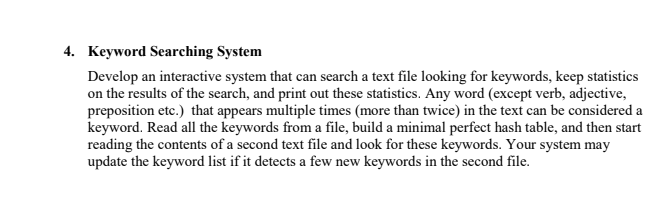 4. Keyword Searching System
Develop an interactive system that can search a text file looking for keywords, keep statistics
on the results of the search, and print out these statistics. Any word (except verb, adjective,
preposition etc.) that appears multiple times (more than twice) in the text can be considered a
keyword. Read all the keywords from a file, build a minimal perfect hash table, and then start
reading the contents of a second text file and look for these keywords. Your system may
update the keyword list if it detects a few new keywords in the second file.